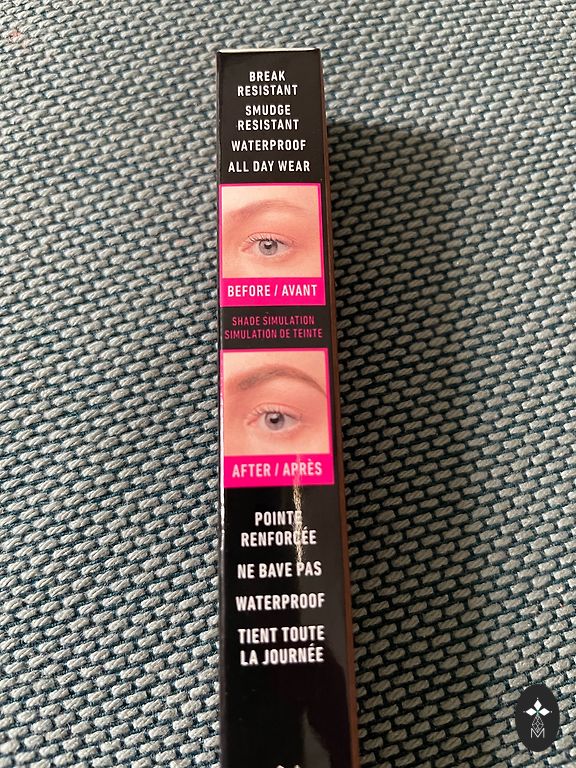 BREAK
RESISTANT
SMUDGE
RESISTANT
WATERPROOF
ALL DAY WEAR
BEFORE / AVANT
SHADE SIMULATION
SIMULATION DE TEINTE
AFTER / APRÈS
POINTE
RENFORCÉE
NE BAVE PAS
WATERPROOF
TIENT TOUTE
LA JOURNÉE
M